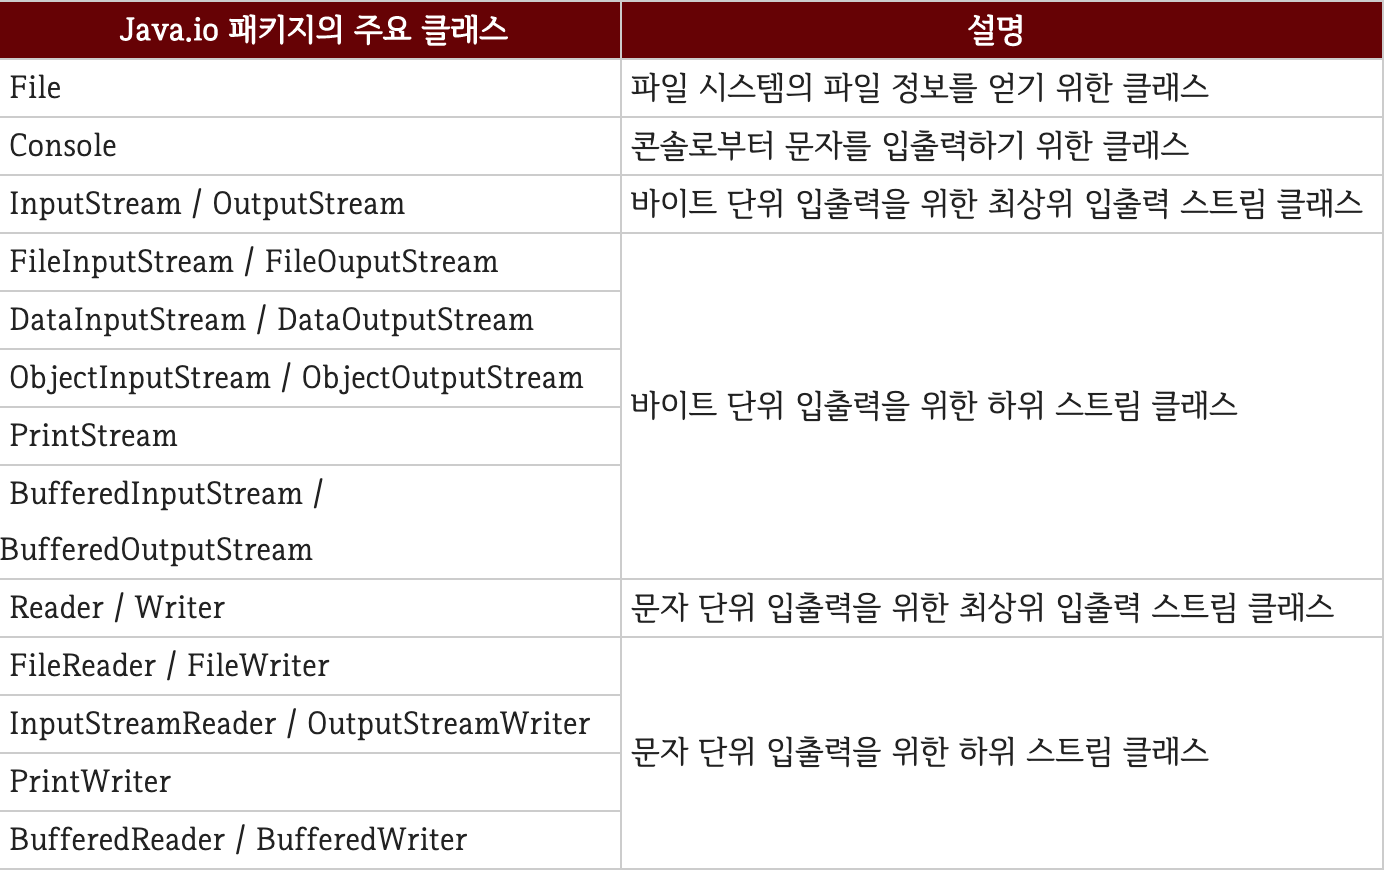 Java.io 패키지의 주요 클래스 설명
File 파일 시스템의 파일 정보를 얻기 위한 클래스
Console 콘솔로부터 문자를 입출력하기 위한 클래스
InputStream / OutputStream 바이트 단위 입출력을 위한 최상위 입출력 스트림 클래스
FileInputStream / FileOuputStream
DataInputStream / DataOutputStream
ObjectInputStream / ObjectOutputStream
PrintStream
BufferedInputStream /
BufferedOutputStream
바이트 단위 입출력을 위한 하위 스트림 클래스
Reader / Writer 문자 단위 입출력을 위한 최상위 입출력 스트림 클래스
FileReader / FileWriter
InputStreamReader / OutputStreamWriter
PrintWriter
BufferedReader / BufferedWriter
문자 단위 입출력을 위한 하위 스트림 클래스